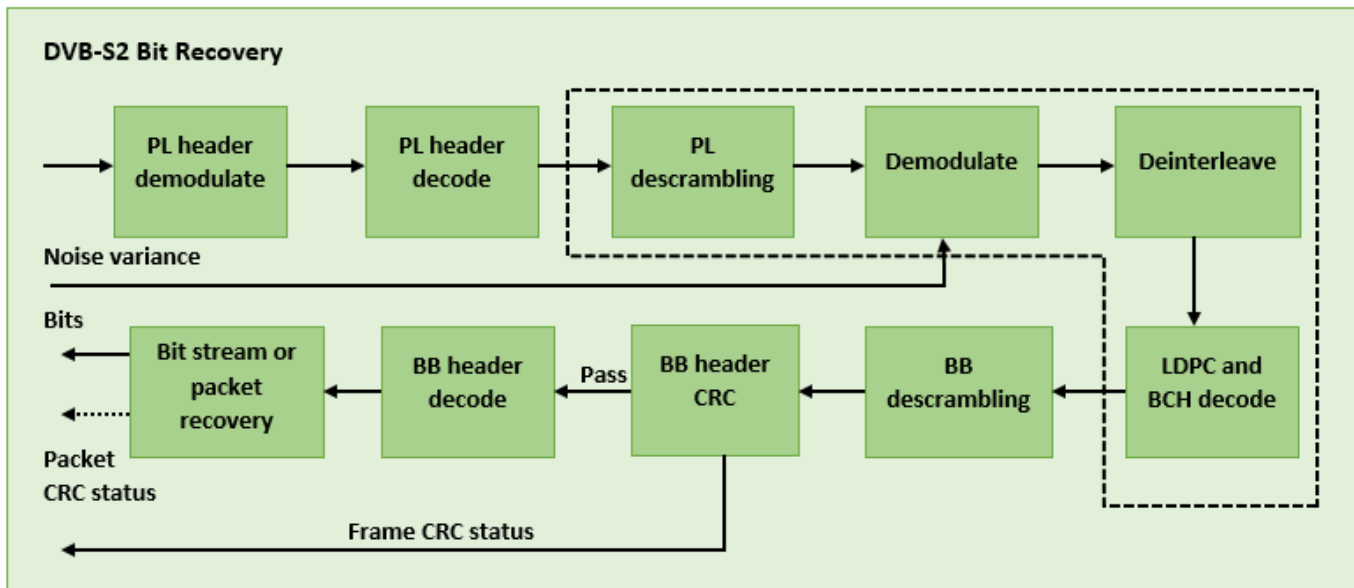 DVB-S2 Bit Recovery
PL header
demodulate
PL header
decode
PL
descrambling
Demodulate
Deinterleave
Noise variance
Bits
Bit stream or
packet
recovery
BB header
decode
Pass
BB header
CRC
BB
descrambling
LDPC and
BCH decode
Packet
CRC status
Frame CRC status